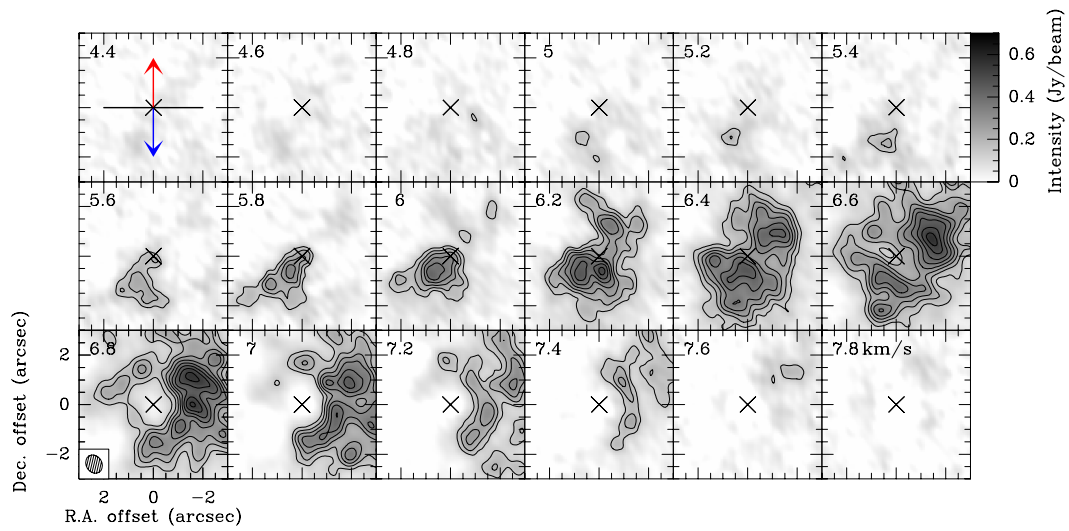 4.4 4.6 4.8 5 5.2 5.4
0.6
0.4
0.2
0
Intensity (Jy/beam)
5.6 5.8 6 6.2 6.4 6.6
6.8 7 7.2 7.4 7.6 7.8 km/s
2
0
−2
Dec. offset (arcsec)
2 0 −2
R.A. offset (arcsec)